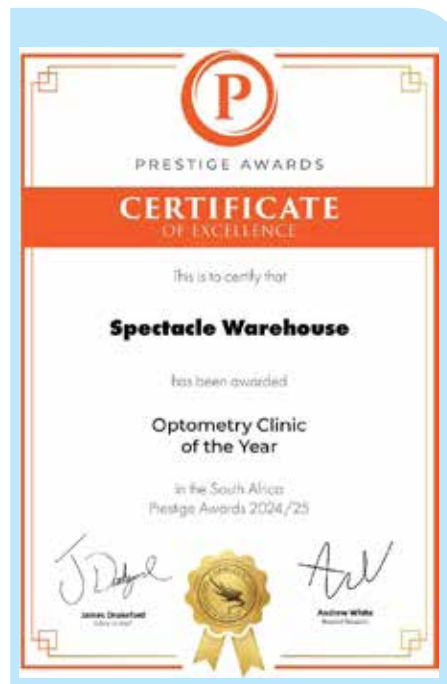 P
PRESTIGE AWARDS
CERTIFICATE
OF EXCELLENCE
This is to certify that
Spectacle Warehouse
has been awarded
Optometry Clinic
of the Year
in the South Africa
Prestige Awards 2024/25
James Drakeford
Andrew White